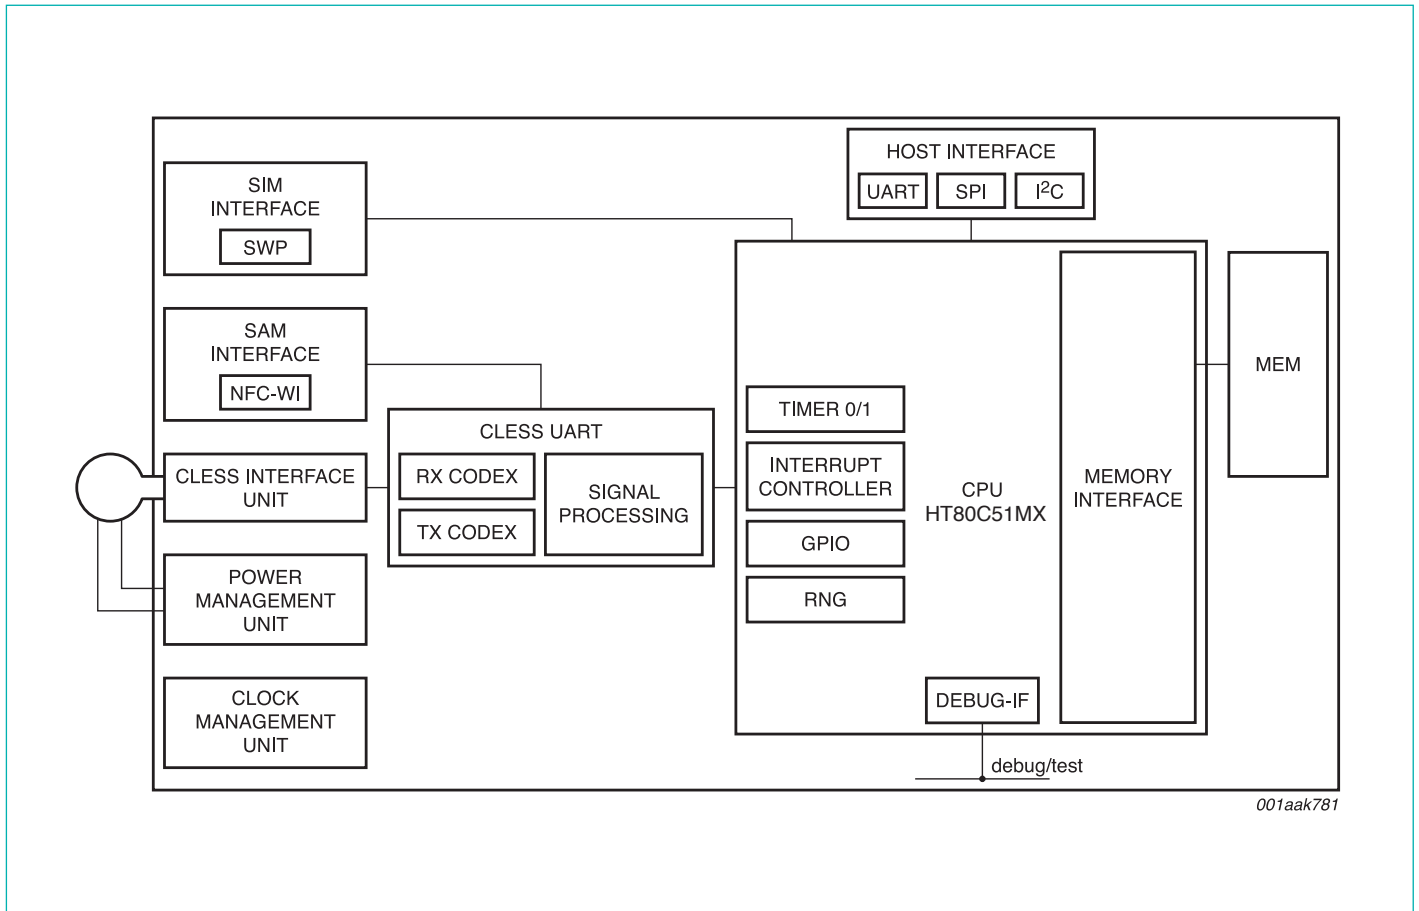 SIM
INTERFACE
SWP
SAM
INTERFACE
NFC-WI
CLESS INTERFACE
UNIT
POWER
MANAGEMENT
UNIT
CLOCK
MANAGEMENT
UNIT
CLESS UART
RX CODEX
TX CODEX
SIGNAL
PROCESSING
HOST INTERFACE
UART
SPI
I²C
TIMER 0/1
INTERRUPT
CONTROLLER
GPIO
RNG
CPU
HT80C51MX
MEMORY
INTERFACE
MEM
DEBUG-IF
debug/test
001aak781